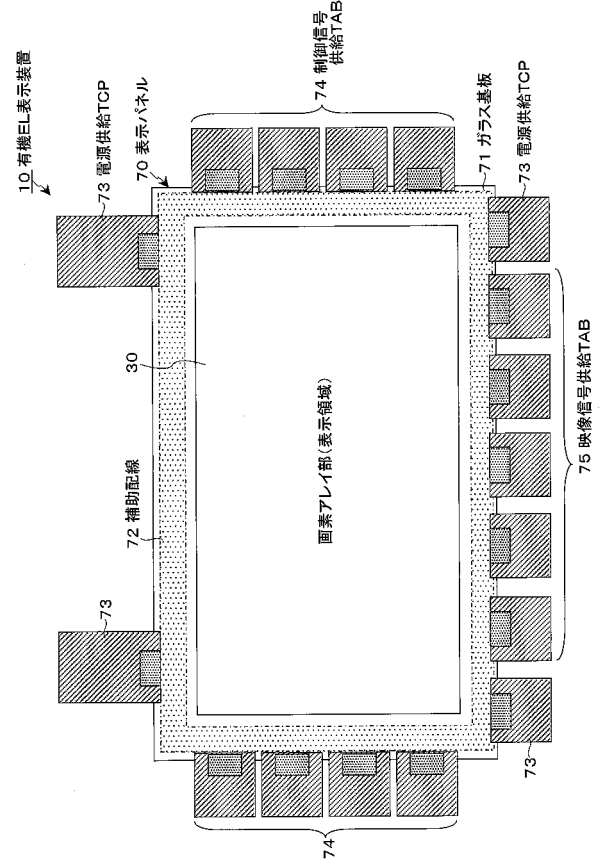 10 有機EL表示装置
73 電源供給TCP
70 表示パネル
74 制御信号
供給TAB
73
72 補助配線
30
画素アレイ部(表示領域)
71 ガラス基板
73 電源供給TCP
75 映像信号供給TAB
73
74